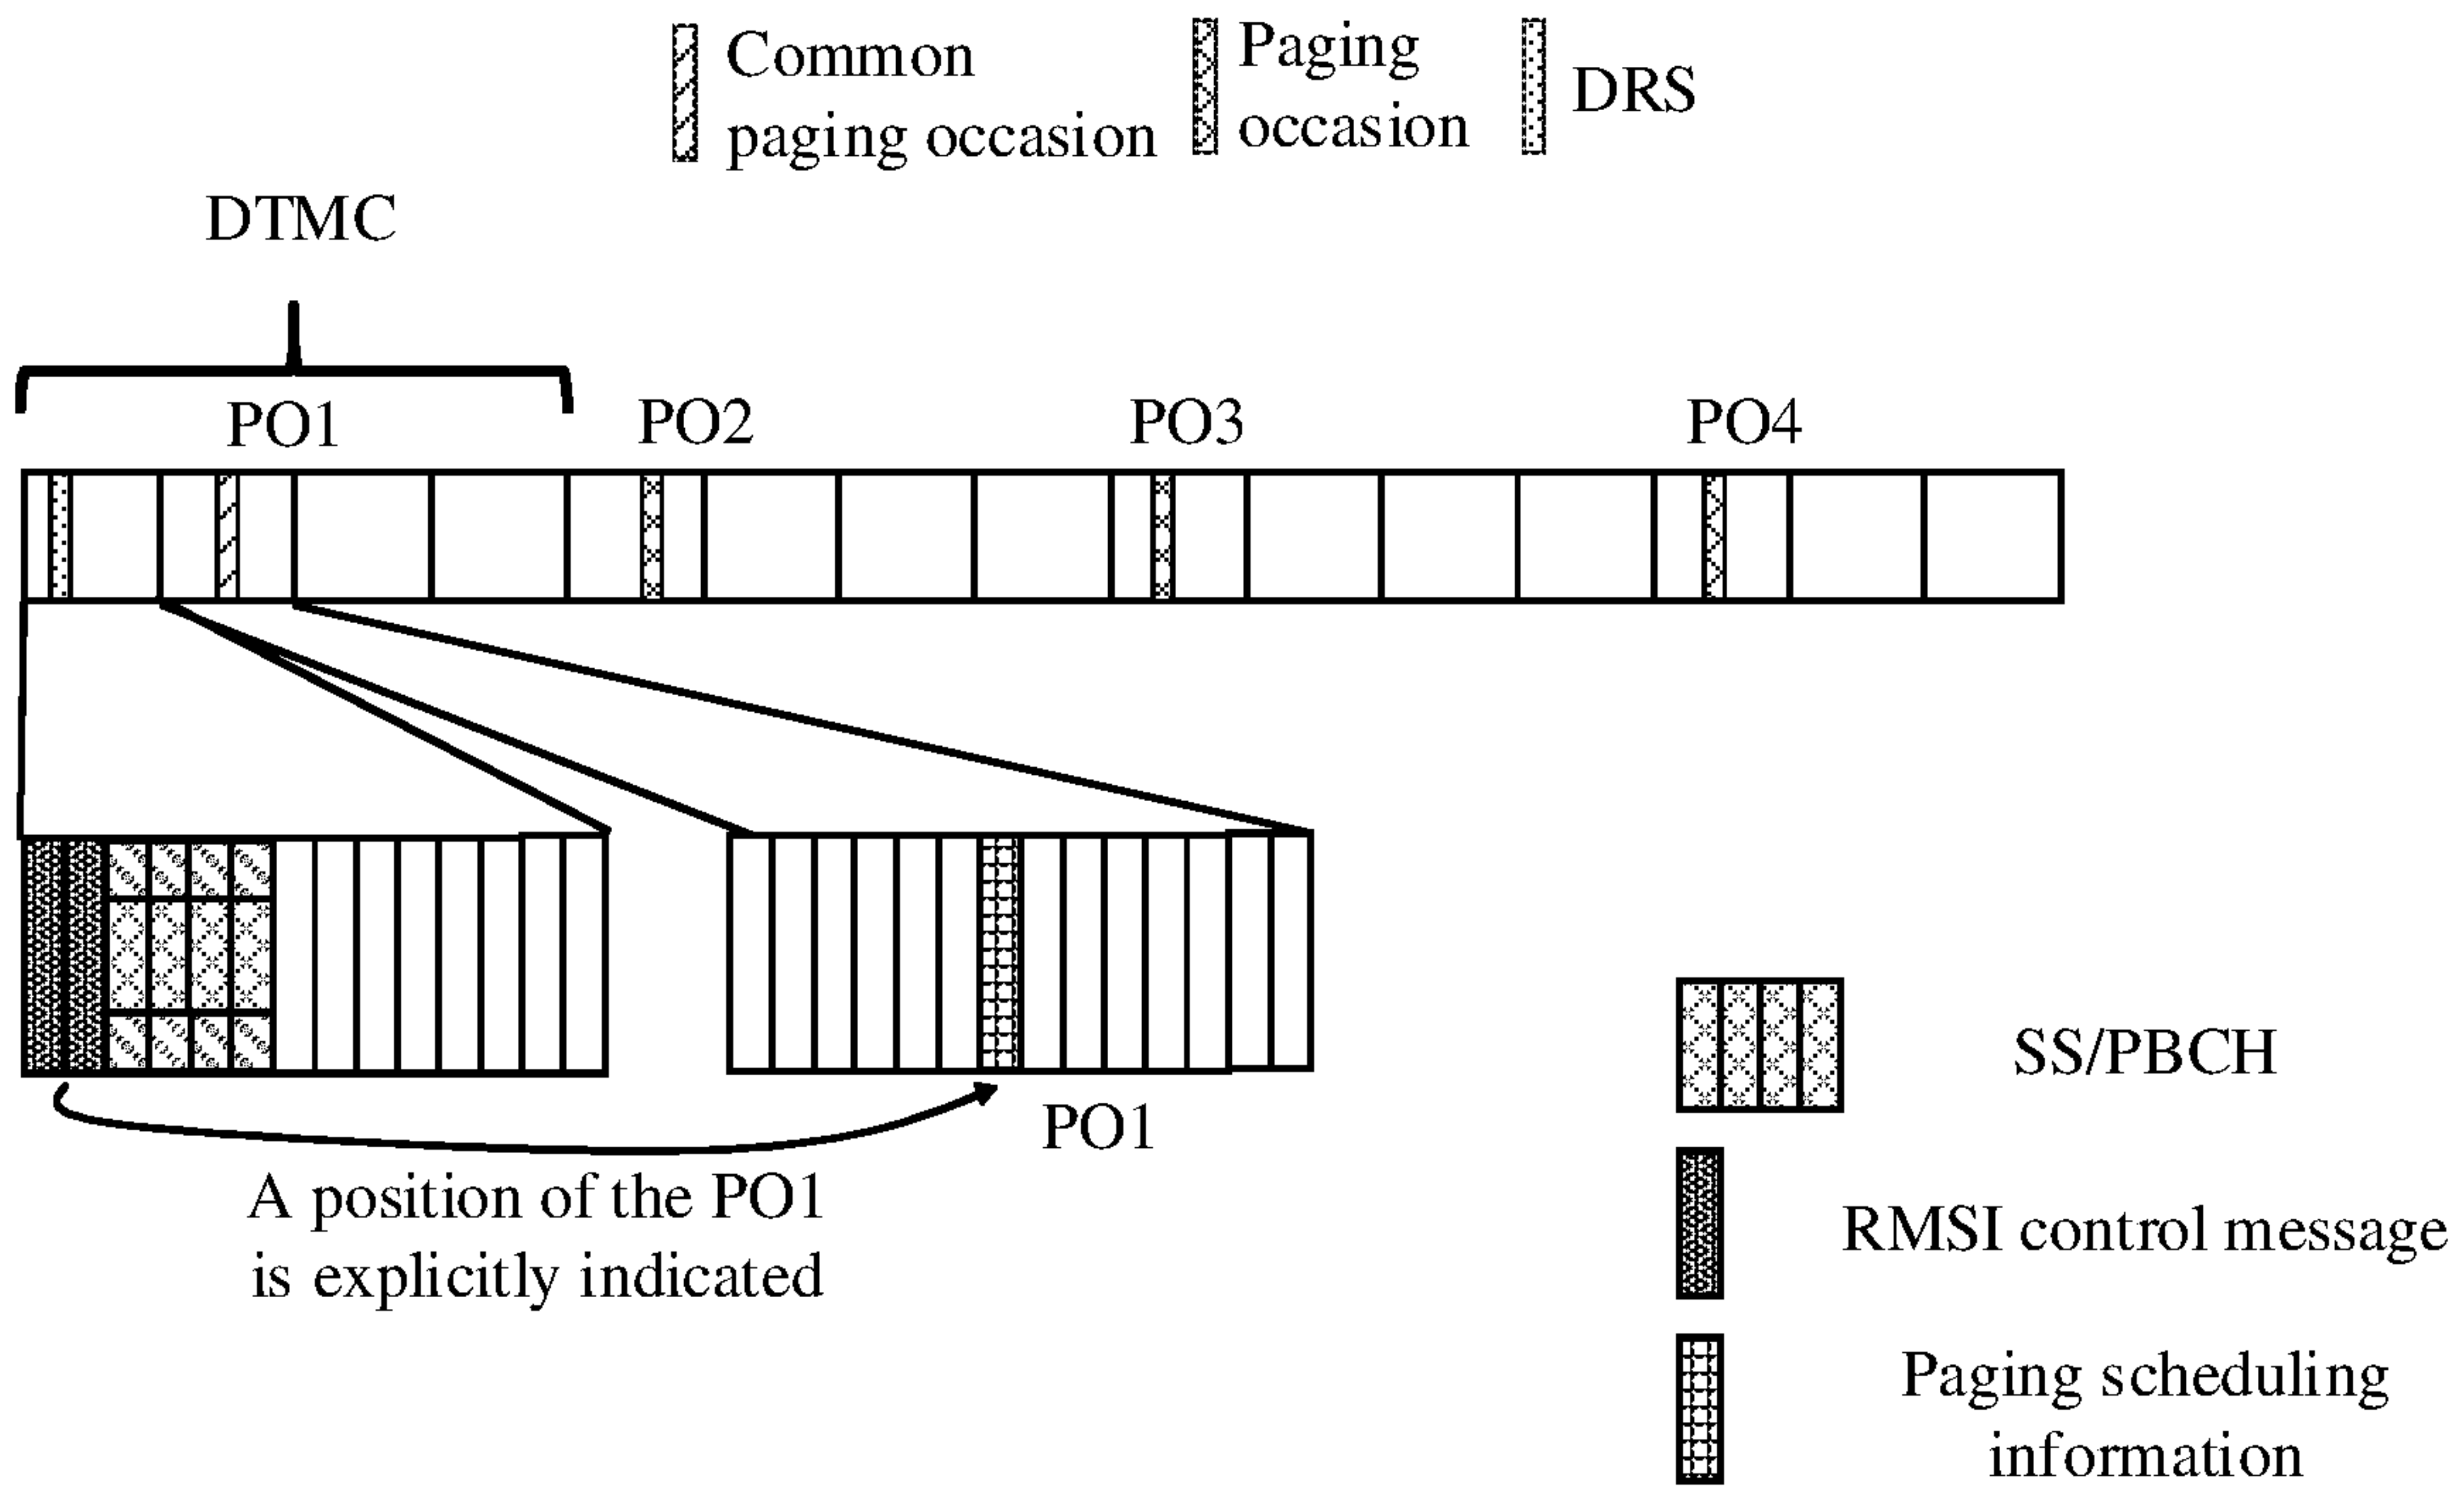 Common
paging occasion
Paging
occasion
DRS
DTMC
PO1
PO2
PO3
PO4
PO1
A position of the PO1
is explicitly indicated
SS/PBCH
RMSI control message
Paging scheduling
information